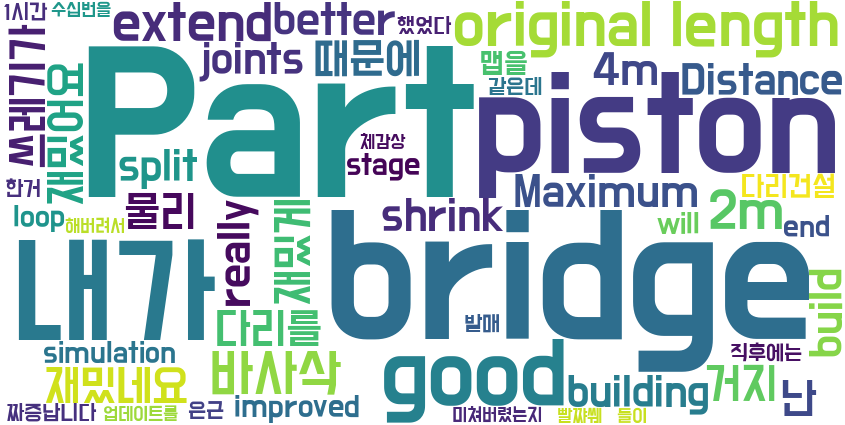 1시간 수십번을 extend better 했었다 original length
쓰레기가 재밌어요 joints 때문에 맵을 같은데 4m Distance
Part piston
split 체감상 stage
한거 물리 Maximum 다리건설
loop 해버려서 really 재밌게 shrink will 2m end
내가 bridge build
다리를 발매
simulation 바사삭 good 직후에는
재밌네요 building 거지 난
짜증납니다 업데이트를 은근 improved 미쳐버렸는지 빨쨔쒜 들이